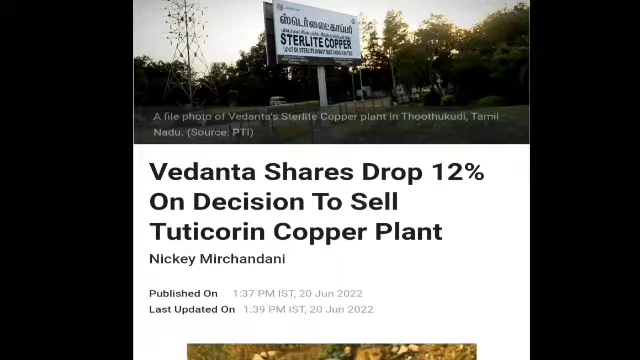 ஸ்டெர்லைட்காப்பர்
STERLITE COPPER
A file photo of Vedanta's Sterlite Copper plant in Thoothukudi, Tamil
Nadu. (Source: PTI)
Vedanta Shares Drop 12%
On Decision To Sell
Tuticorin Copper Plant
Nickey Mirchandani
Published On 1:37 PM IST, 20 Jun 2022
Last Updated On 1:39 PM IST, 20 Jun 2022